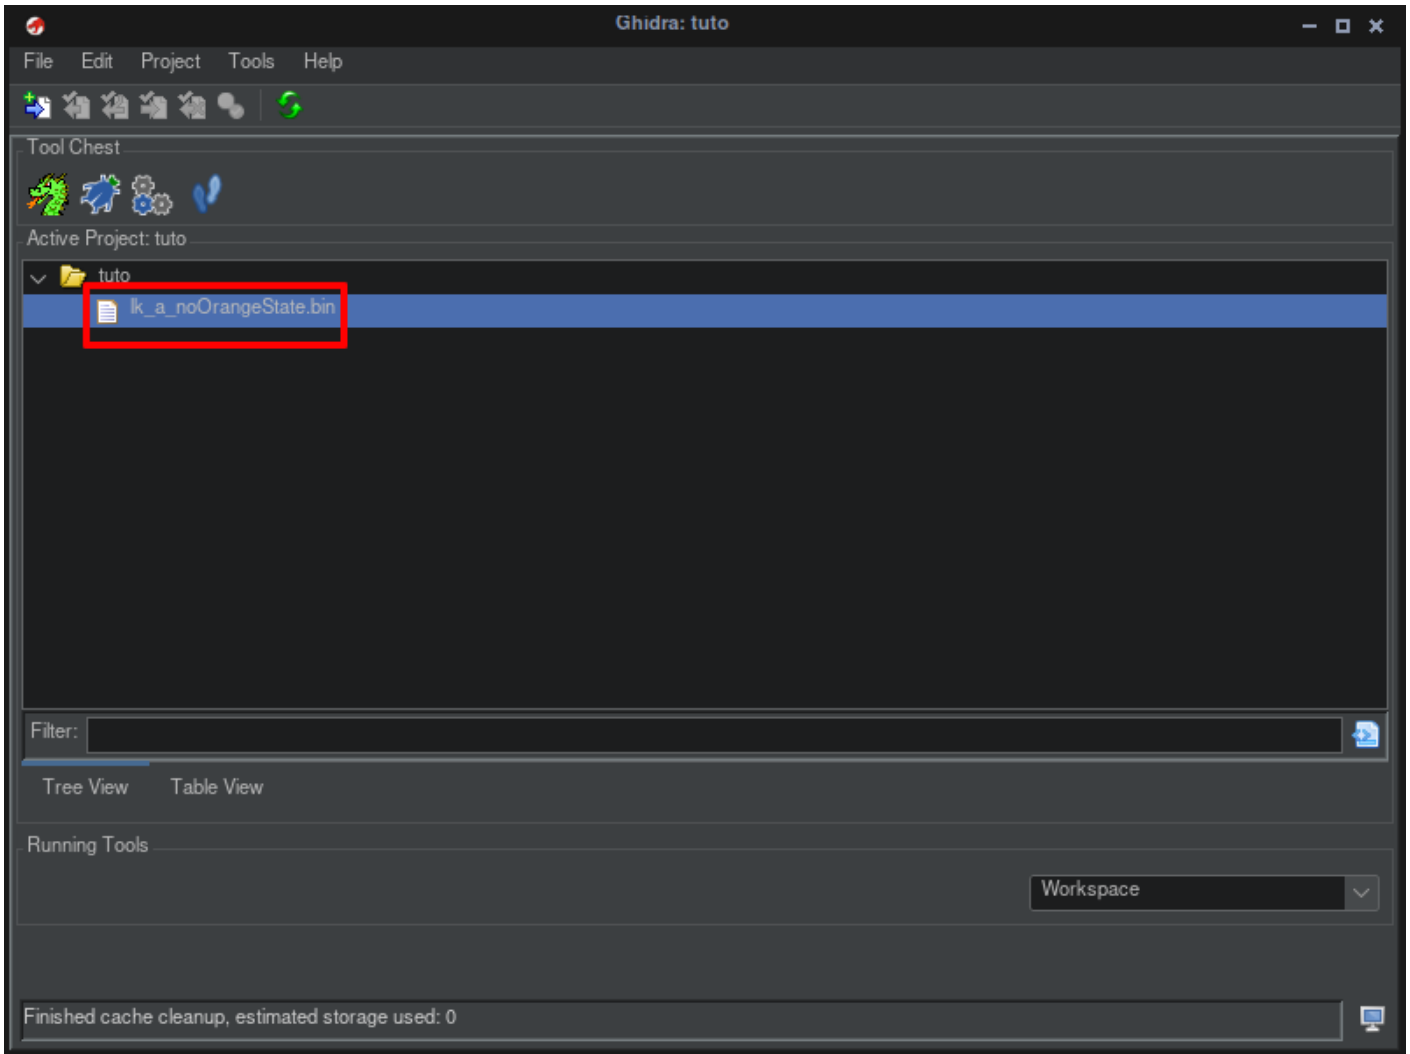 Ghidra: tuto
File Edit Project Tools Help
Tool Chest
Active Project: tuto
tuto
lk_a_noOrangeState.bin
Filter:
Tree View Table View
Running Tools
Workspace
Finished cache cleanup, estimated storage used: 0